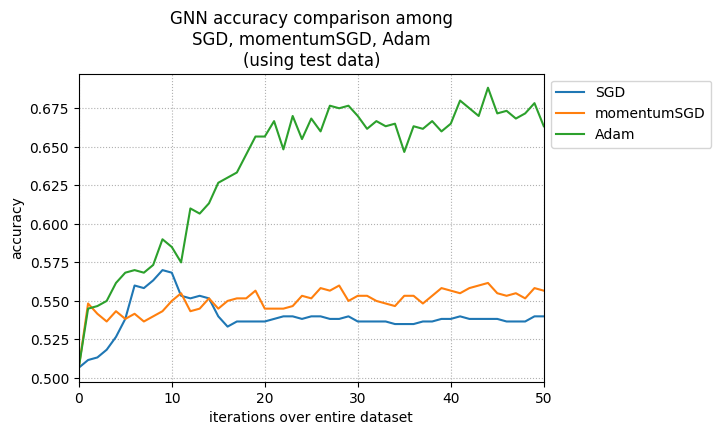 GNN accuracy comparison among
SGD, momentumSGD, Adam
(using test data)
SGD
momentumSGD
Adam
accuracy
0.675
0.650
0.625
0.600
0.575
0.550
0.525
0.500
0 10 20 30 40 50
iterations over entire dataset